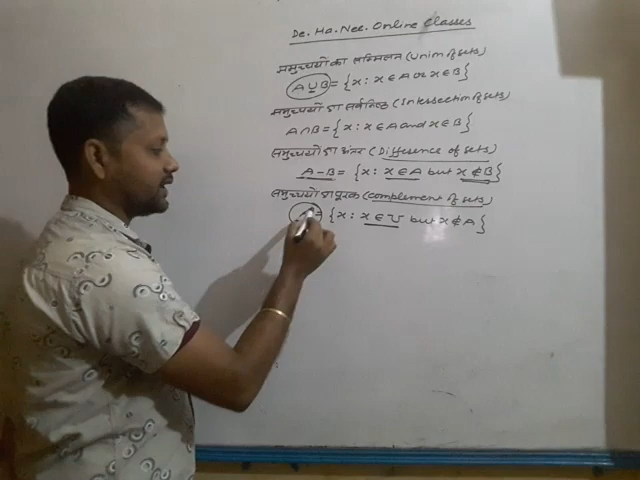 De. Ha. Nee. Online Classes
समुच्चयों का सम्मिलन (Union of sets)
A∪B = {x : x ∈ A or x ∈ B}
समुच्चयों का सर्वनिष्ठ (Intersection of sets)
A∩B = {x : x ∈ A and x ∈ B}
समुच्चयों का अंतर (Difference of sets)
A – B = {x : x ∈ A but x ∉ B}
समुच्चयों का पूरक (Complement of sets)
= {x : x ∈ U but x ∉ A}